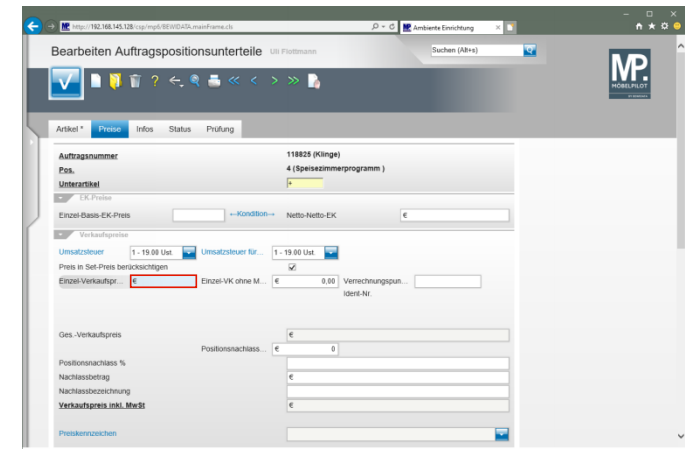 http://192.168.145.128/csp/mp6/BEWIDATA.mainFrame.cls
Ambiente Einrichtung
Bearbeiten Auftragspositionsunterteile Uli Flottmann
Suchen (Alt+s)
MP.
MÖBELPILOT
Artikel * Preise Infos Status Prüfung
Auftragsnummer 118825 (Klinge)
Pos. 4 (Speisezimmerprogramm )
Unterartikel +
EK-Preise
Einzel-Basis-EK-Preis ←Kondition→ Netto-Netto-EK €
Verkaufspreise
Umsatzsteuer 1 - 19.00 Ust. Umsatzsteuer für... 1 - 19.00 Ust.
Preis in Set-Preis berücksichtigen
Einzel-Verkaufspr... € Einzel-VK ohne M... € 0,00 Verrechnungspun...
Ident-Nr.
Ges.-Verkaufspreis €
Positionsnachlass... € 0
Positionsnachlass %
Nachlassbetrag €
Nachlassbezeichnung
Verkaufspreis inkl. MwSt €
Preiskennzeichen